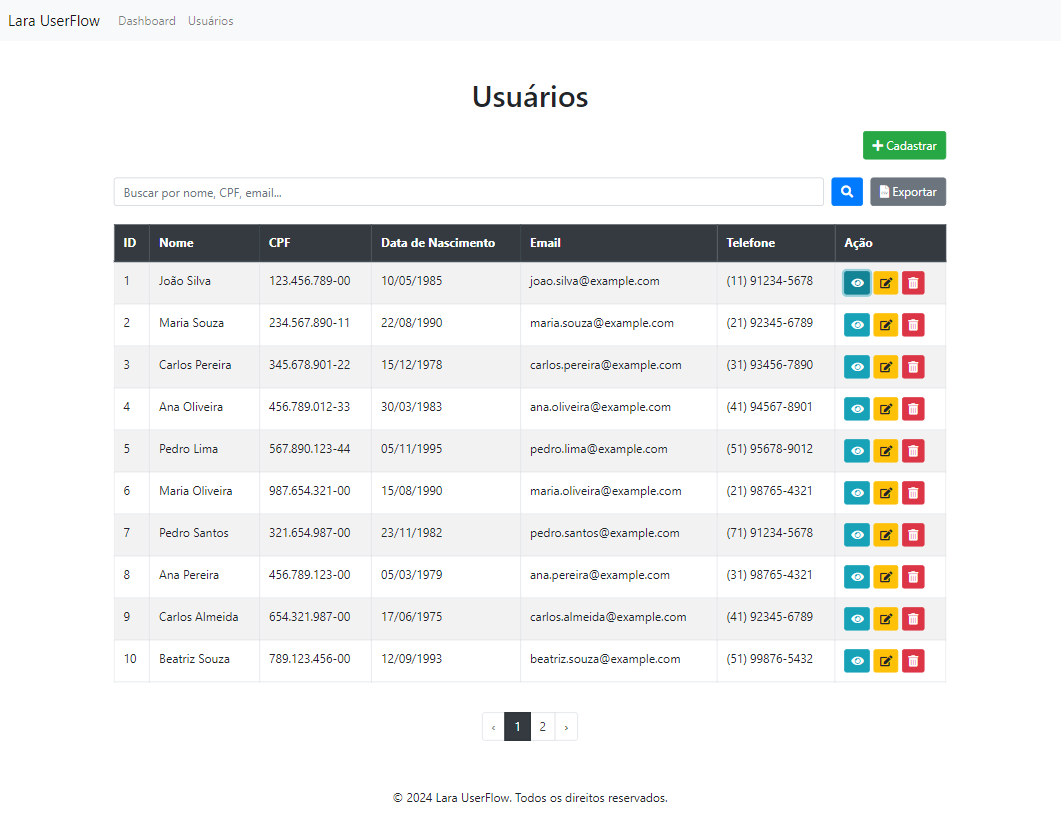 Lara UserFlow Dashboard Usuários
Usuários
Cadastrar
Buscar por nome, CPF, email... Exportar
ID Nome CPF Data de Nascimento Email Telefone Ação
1 João Silva 123.456.789-00 10/05/1985 joao.silva@example.com (11) 91234-5678
2 Maria Souza 234.567.890-11 22/08/1990 maria.souza@example.com (21) 92345-6789
3 Carlos Pereira 345.678.901-22 15/12/1978 carlos.pereira@example.com (31) 93456-7890
4 Ana Oliveira 456.789.012-33 30/03/1983 ana.oliveira@example.com (41) 94567-8901
5 Pedro Lima 567.890.123-44 05/11/1995 pedro.lima@example.com (51) 95678-9012
6 Maria Oliveira 987.654.321-00 15/08/1990 maria.oliveira@example.com (21) 98765-4321
7 Pedro Santos 321.654.987-00 23/11/1982 pedro.santos@example.com (71) 91234-5678
8 Ana Pereira 456.789.123-00 05/03/1979 ana.pereira@example.com (31) 98765-4321
9 Carlos Almeida 654.321.987-00 17/06/1975 carlos.almeida@example.com (41) 92345-6789
10 Beatriz Souza 789.123.456-00 12/09/1993 beatriz.souza@example.com (51) 99876-5432
‹ 1 2 ›
© 2024 Lara UserFlow. Todos os direitos reservados.